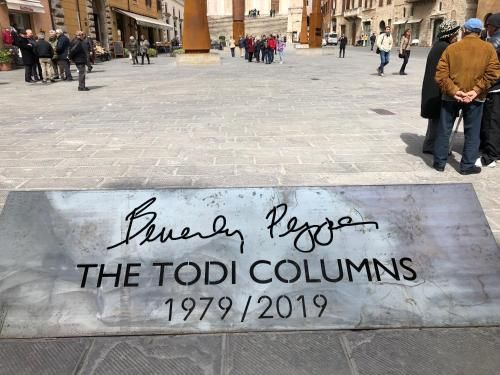 Beverly Pepper
THE TODI COLUMNS
1979/2019